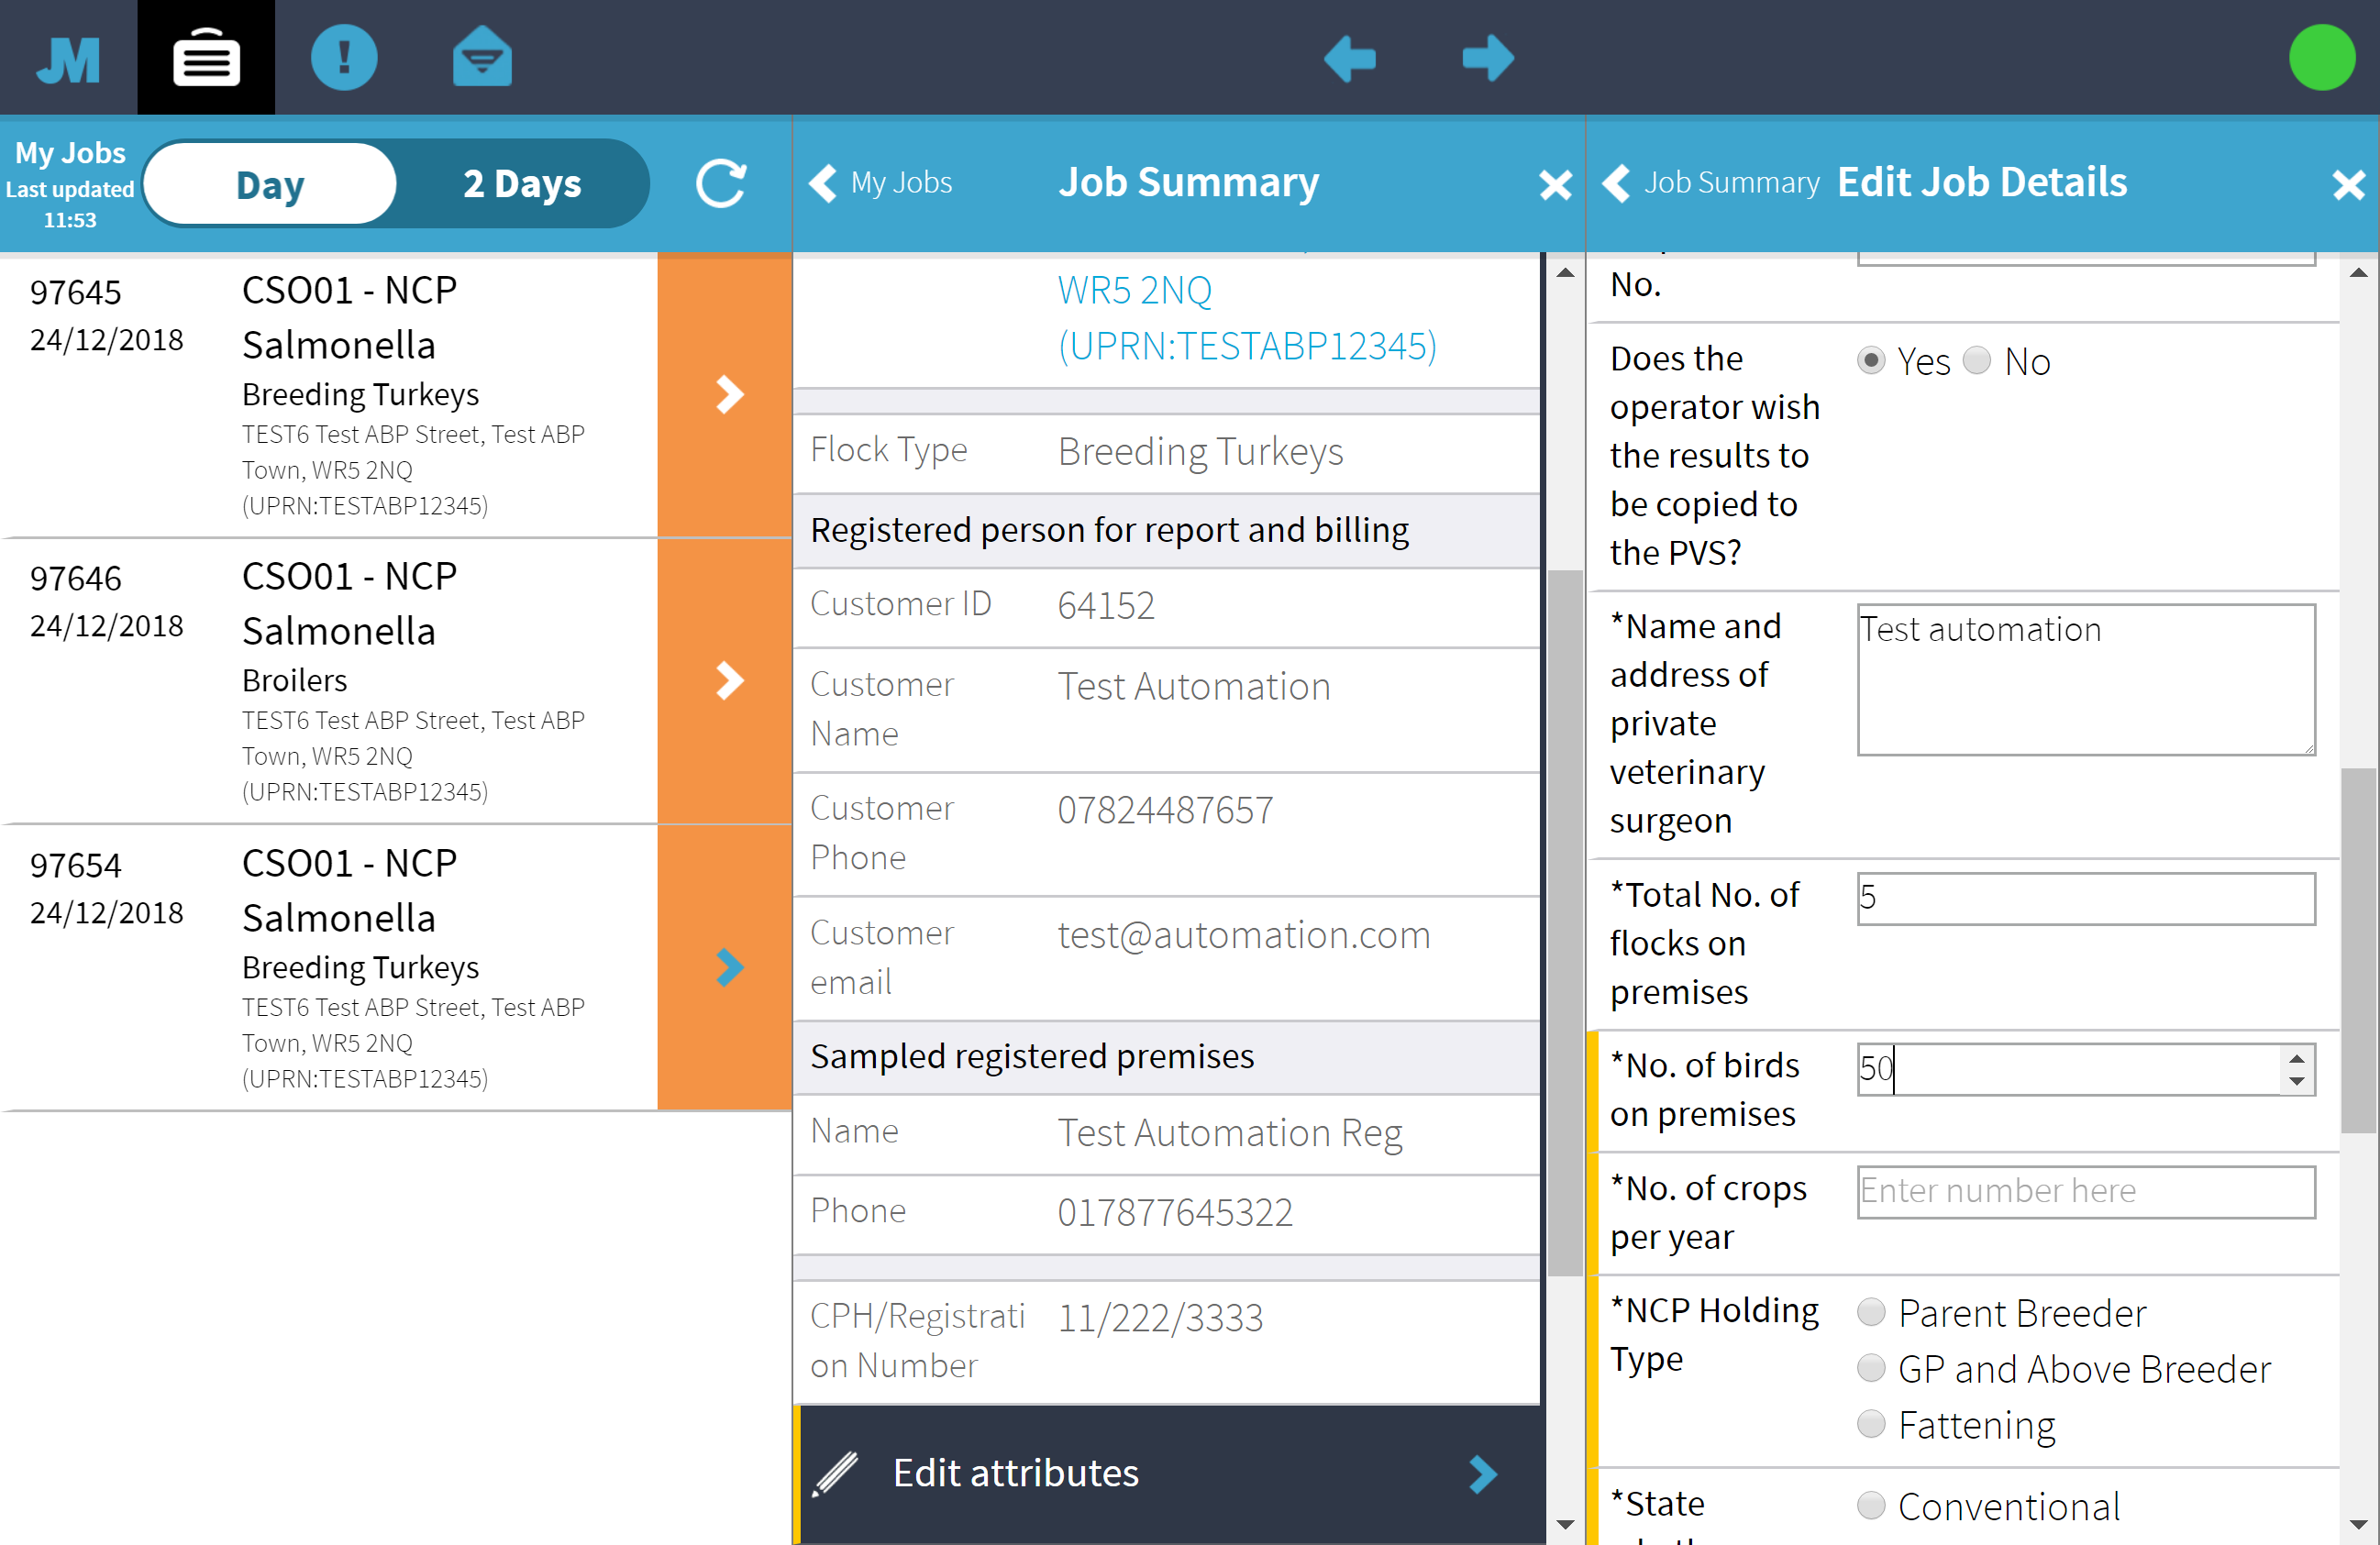 JM
My Jobs
Last updated
11:53
Day
2 Days
97645
24/12/2018
CSO01 - NCP
Salmonella
Breeding Turkeys
TEST6 Test ABP Street, Test ABP
Town, WR5 2NQ
(UPRN:TESTABP12345)
97646
24/12/2018
CSO01 - NCP
Salmonella
Broilers
TEST6 Test ABP Street, Test ABP
Town, WR5 2NQ
(UPRN:TESTABP12345)
97654
24/12/2018
CSO01 - NCP
Salmonella
Breeding Turkeys
TEST6 Test ABP Street, Test ABP
Town, WR5 2NQ
(UPRN:TESTABP12345)
My Jobs
Job Summary
WR5 2NQ
(UPRN:TESTABP12345)
Flock Type
Breeding Turkeys
Registered person for report and billing
Customer ID
64152
Customer
Name
Test Automation
Customer
Phone
07824487657
Customer
email
test@automation.com
Sampled registered premises
Name
Test Automation Reg
Phone
017877645322
CPH/Registrati
on Number
11/222/3333
Edit attributes
Job Summary
Edit Job Details
No.
Does the
operator wish
the results to
be copied to
the PVS?
Yes
No
*Name and
address of
private
veterinary
surgeon
Test automation
*Total No. of
flocks on
premises
5
*No. of birds
on premises
50
*No. of crops
per year
Enter number here
*NCP Holding
Type
Parent Breeder
GP and Above Breeder
Fattening
*State
Conventional